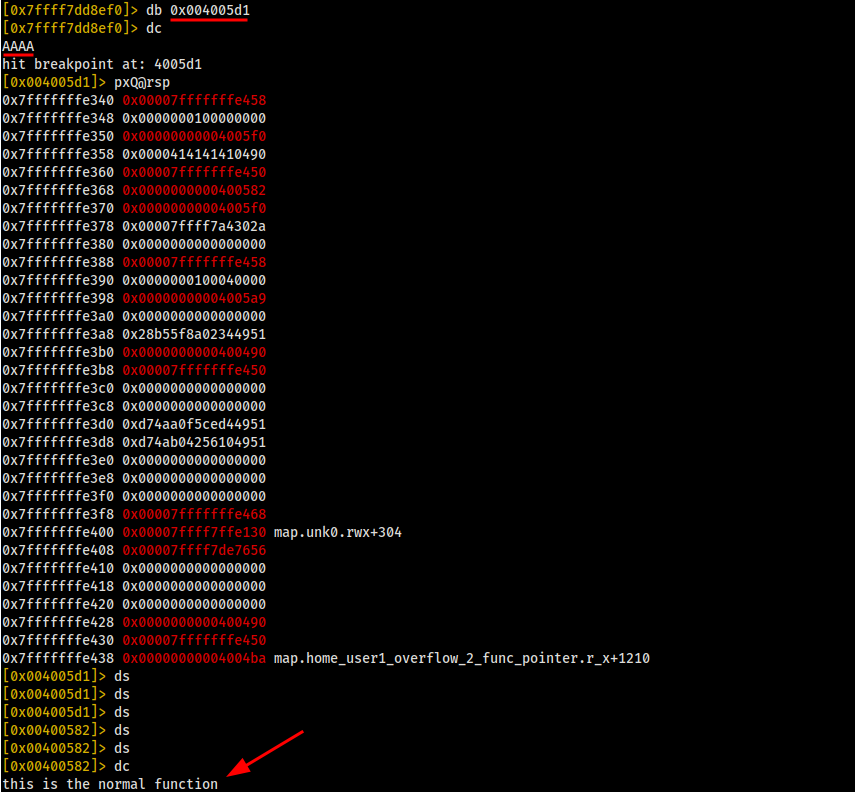 [0x7ffff7dd8ef0]> db 0x004005d1
[0x7ffff7dd8ef0]> dc
AAAA
hit breakpoint at: 4005d1
[0x004005d1]> pxQ@rsp
0x7fffffffe340 0x00007fffffffe458
0x7fffffffe348 0x0000000100000000
0x7fffffffe350 0x00000000004005f0
0x7fffffffe358 0x0000414141410490
0x7fffffffe360 0x00007fffffffe450
0x7fffffffe368 0x0000000000400582
0x7fffffffe370 0x00000000004005f0
0x7fffffffe378 0x00007ffff7a4302a
0x7fffffffe380 0x0000000000000000
0x7fffffffe388 0x00007fffffffe458
0x7fffffffe390 0x0000000100040000
0x7fffffffe398 0x00000000004005a9
0x7fffffffe3a0 0x0000000000000000
0x7fffffffe3a8 0x28b55f8a02344951
0x7fffffffe3b0 0x0000000000400490
0x7fffffffe3b8 0x00007fffffffe450
0x7fffffffe3c0 0x0000000000000000
0x7fffffffe3c8 0x0000000000000000
0x7fffffffe3d0 0xd74aa0f5ced44951
0x7fffffffe3d8 0xd74ab04256104951
0x7fffffffe3e0 0x0000000000000000
0x7fffffffe3e8 0x0000000000000000
0x7fffffffe3f0 0x0000000000000000
0x7fffffffe3f8 0x00007fffffffe468
0x7fffffffe400 0x00007ffff7ffe130 map.unk0.rwx+304
0x7fffffffe408 0x00007ffff7de7656
0x7fffffffe410 0x0000000000000000
0x7fffffffe418 0x0000000000000000
0x7fffffffe420 0x0000000000000000
0x7fffffffe428 0x0000000000400490
0x7fffffffe430 0x00007fffffffe450
0x7fffffffe438 0x00000000004004ba map.home_user1_overflow_2_func_pointer.r_x+1210
[0x004005d1]> ds
[0x004005d1]> ds
[0x004005d1]> ds
[0x00400582]> ds
[0x00400582]> ds
[0x00400582]> dc
this is the normal function